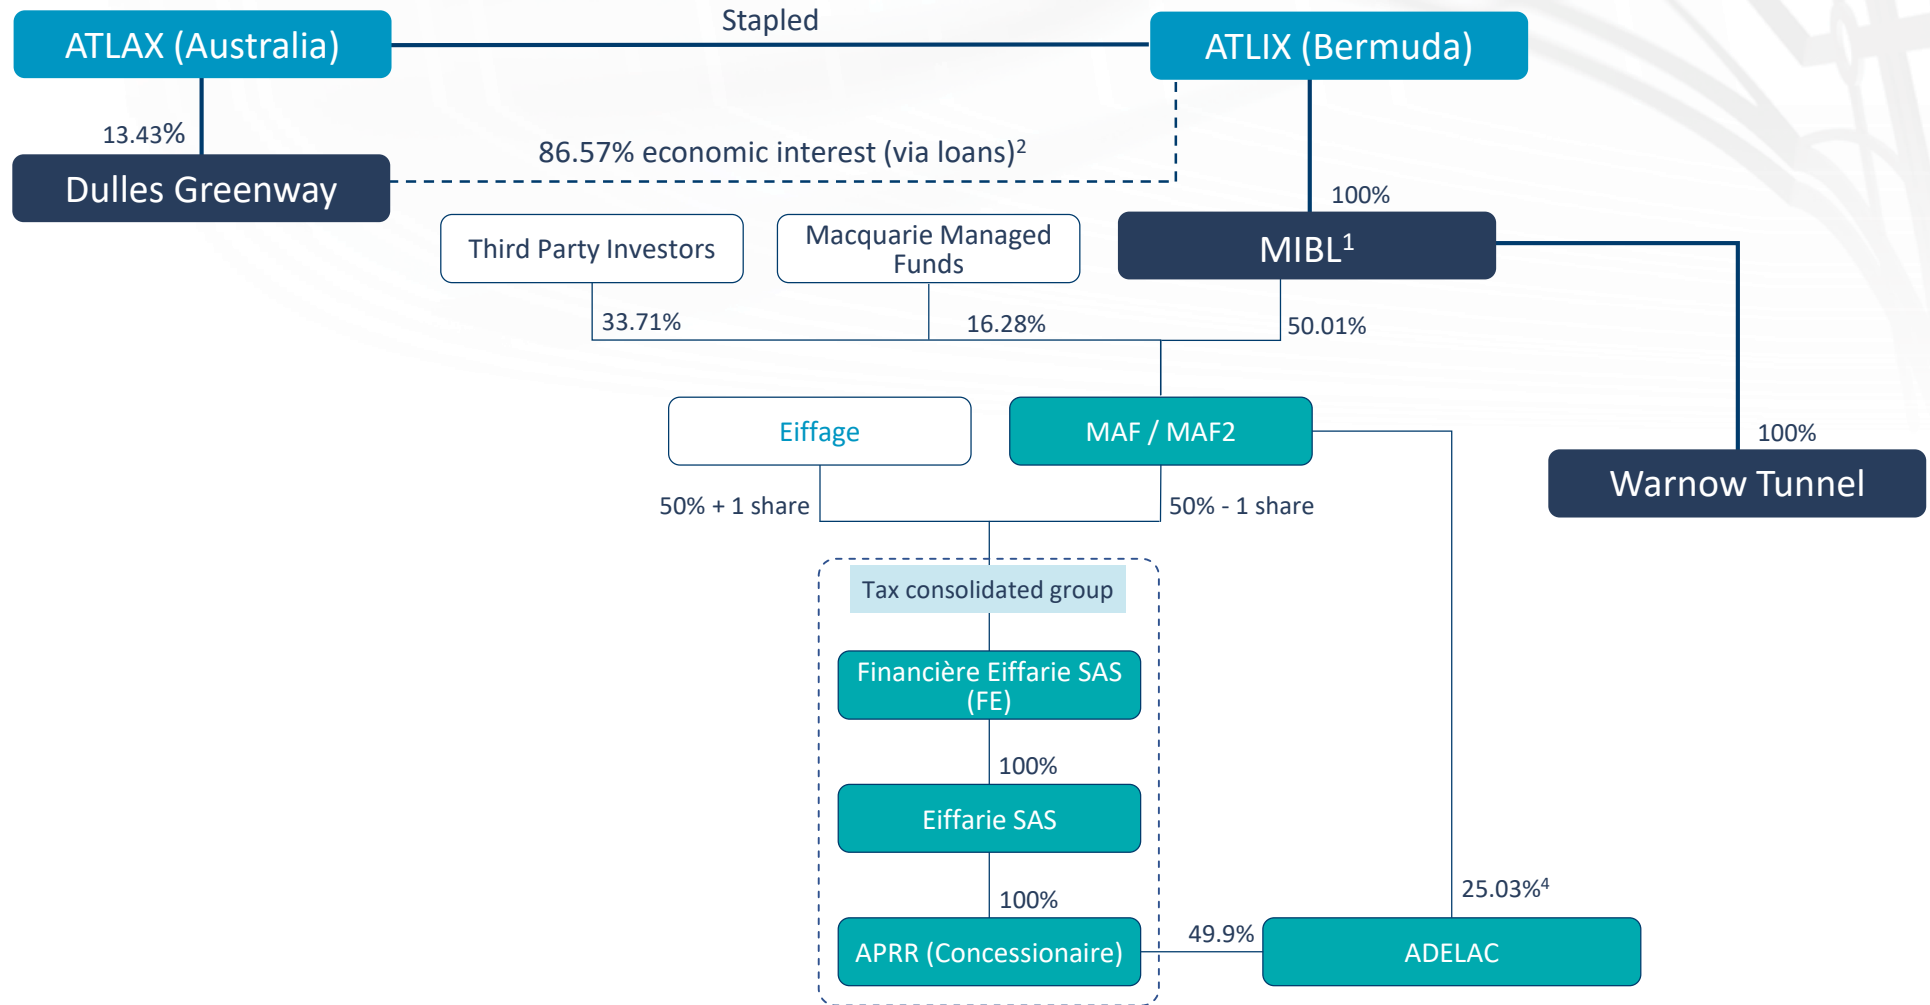 Stapled
ATLAX (Australia)
ATLIX (Bermuda)
13.43%
86.57% economic interest (via loans)²
Dulles Greenway
100%
Third Party Investors
Macquarie Managed
Funds
MIBL¹
33.71%
16.28%
50.01%
Eiffage
MAF / MAF2
100%
Warnow Tunnel
50% + 1 share
50% - 1 share
Tax consolidated group
Financière Eiffarie SAS
(FE)
100%
Eiffarie SAS
100%
25.03%⁴
APRR (Concessionaire)
49.9%
ADELAC